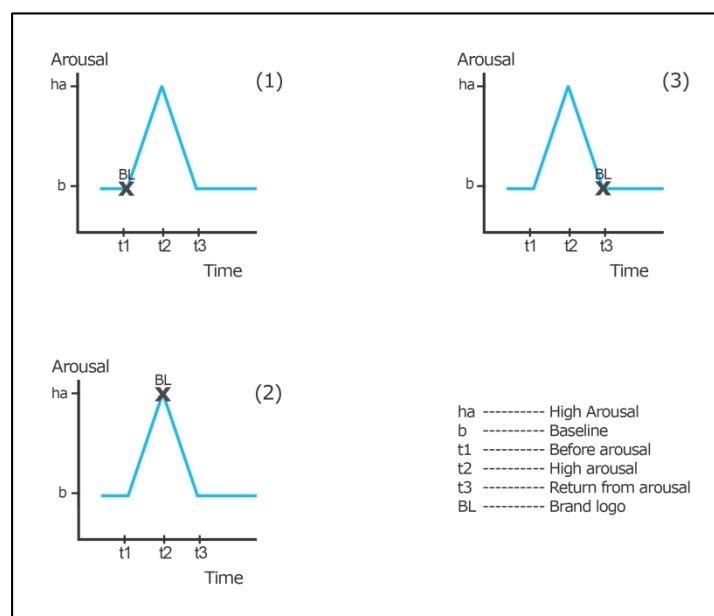 Arousal
(1)
ha
BL
b
t1 t2 t3
Time
Arousal
(3)
ha
BL
b
t1 t2 t3
Time
Arousal
BL
(2)
ha
b
t1 t2 t3
Time
ha ---------- High Arousal
b ---------- Baseline
t1 ---------- Before arousal
t2 ---------- High arousal
t3 ---------- Return from arousal
BL ---------- Brand logo